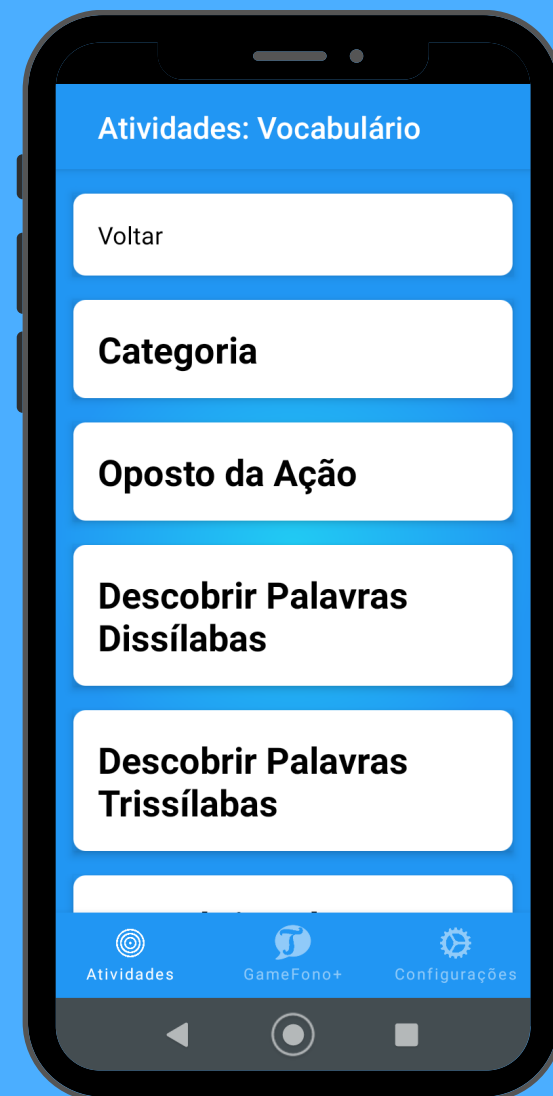 Atividades: Vocabulário
Voltar
Categoria
Oposto da Ação
Descobrir Palavras
Dissílabas
Descobrir Palavras
Trissílabas
Atividades
GameFono+
Configurações